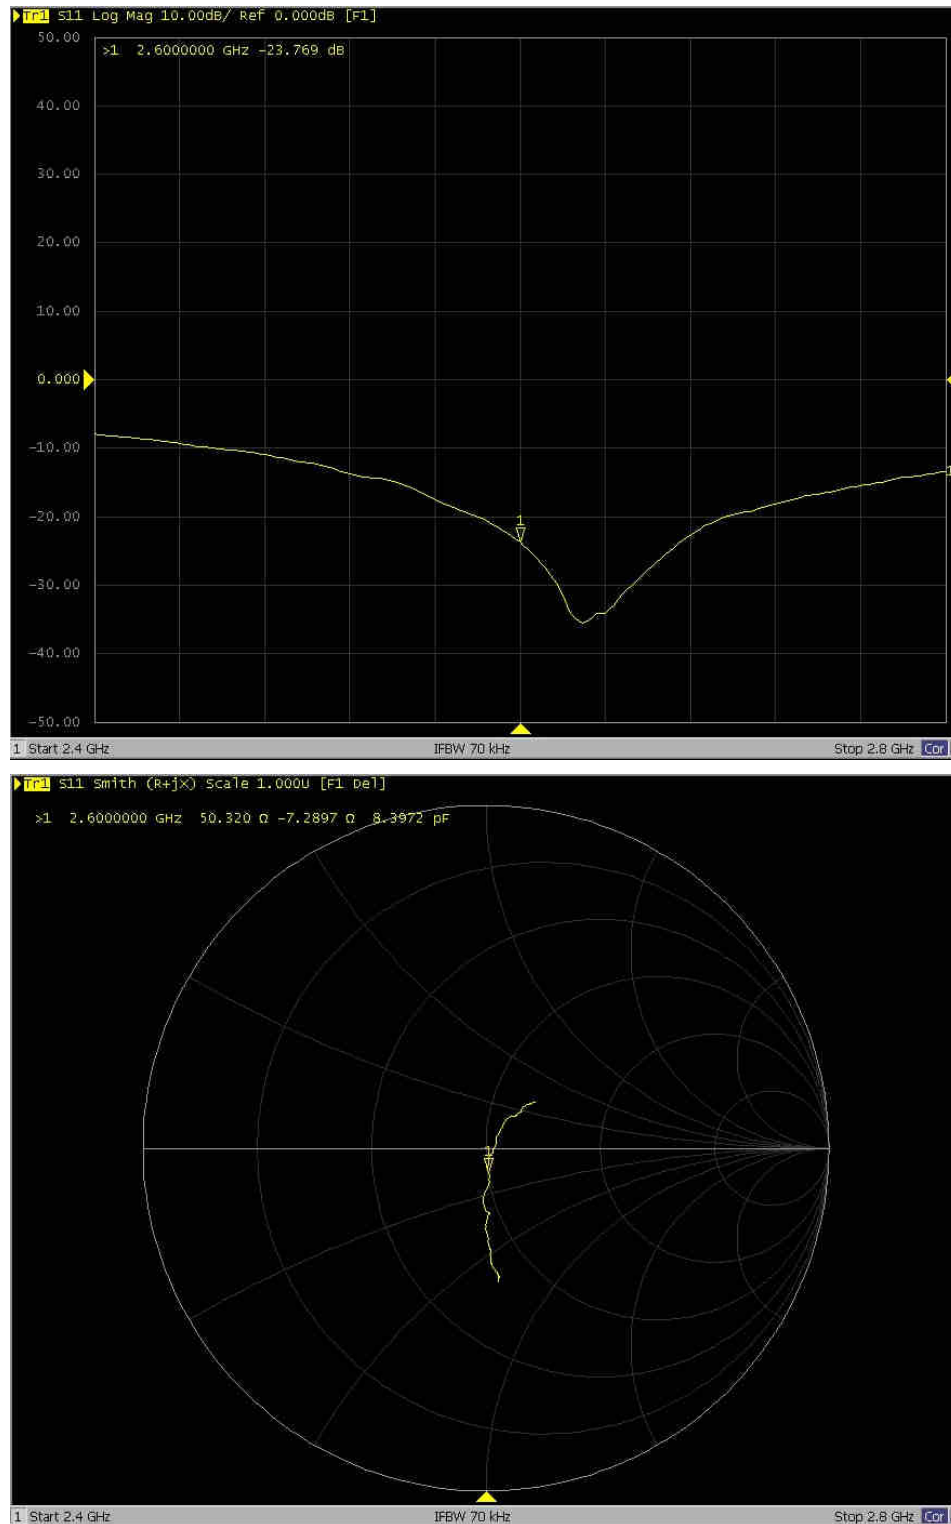 Tr1 S11 Log Mag 10.00dB/ Ref 0.000dB [F1]
50.00
>1 2.6000000 GHz -23.769 dB
40.00
30.00
20.00
10.00
0.000
-10.00
1
-20.00
1
-30.00
-40.00
-50.00
1 Start 2.4 GHz IFBW 70 kHz Stop 2.8 GHz Cor
Tr1 S11 Smith (R+jX) Scale 1.000U [F1 Del]
>1 2.6000000 GHz 50.320 Ω -7.2897 Ω 8.3972 pF
1
1 Start 2.4 GHz IFBW 70 kHz Stop 2.8 GHz Cor